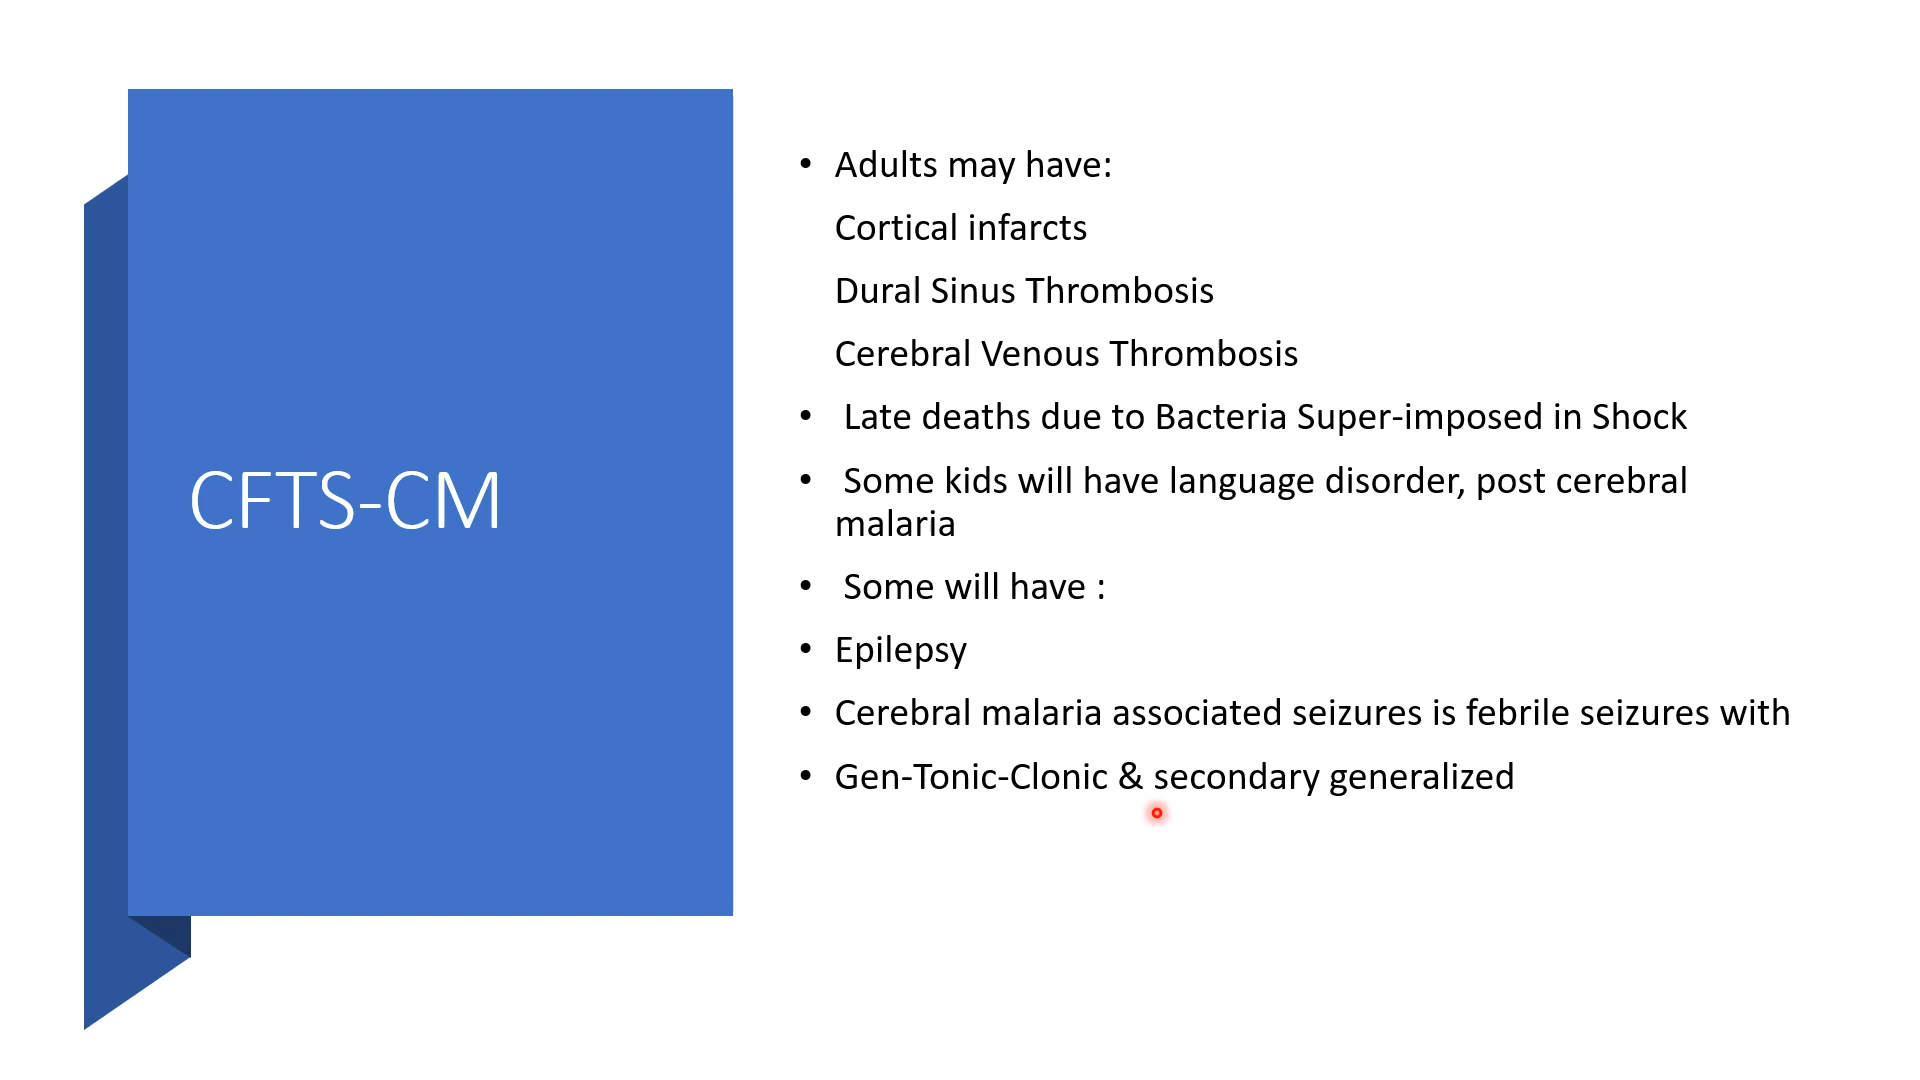 CFTS-CM
• Adults may have:
Cortical infarcts
Dural Sinus Thrombosis
Cerebral Venous Thrombosis
• Late deaths due to Bacteria Super-imposed in Shock
• Some kids will have language disorder, post cerebral
malaria
• Some will have :
• Epilepsy
• Cerebral malaria associated seizures is febrile seizures with
• Gen-Tonic-Clonic & secondary generalized